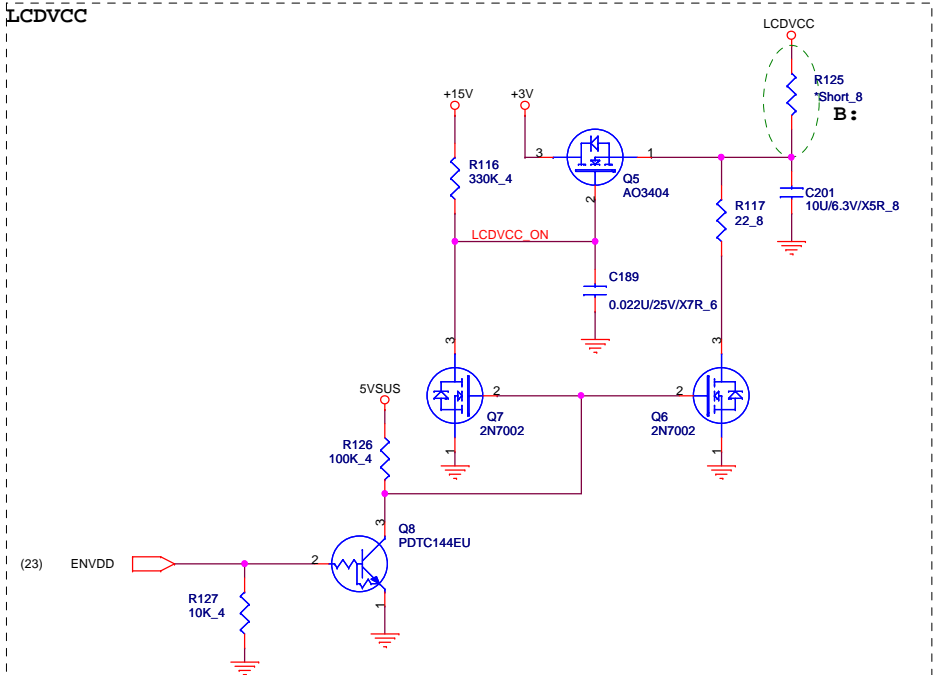 LCDVCC
LCDVCC
R125
*Short_8
B:
+15V
+3V
3
1
R116
330K_4
Q5
AO3404
2
R117
22_8
C201
10U/6.3V/X5R_8
LCDVCC_ON
C189
0.022U/25V/X7R_6
3
3
5VSUS
2
2
Q7
2N7002
Q6
2N7002
R126
100K_4
1
1
3
Q8
PDTC144EU
(23)
ENVDD
2
R127
10K_4
1